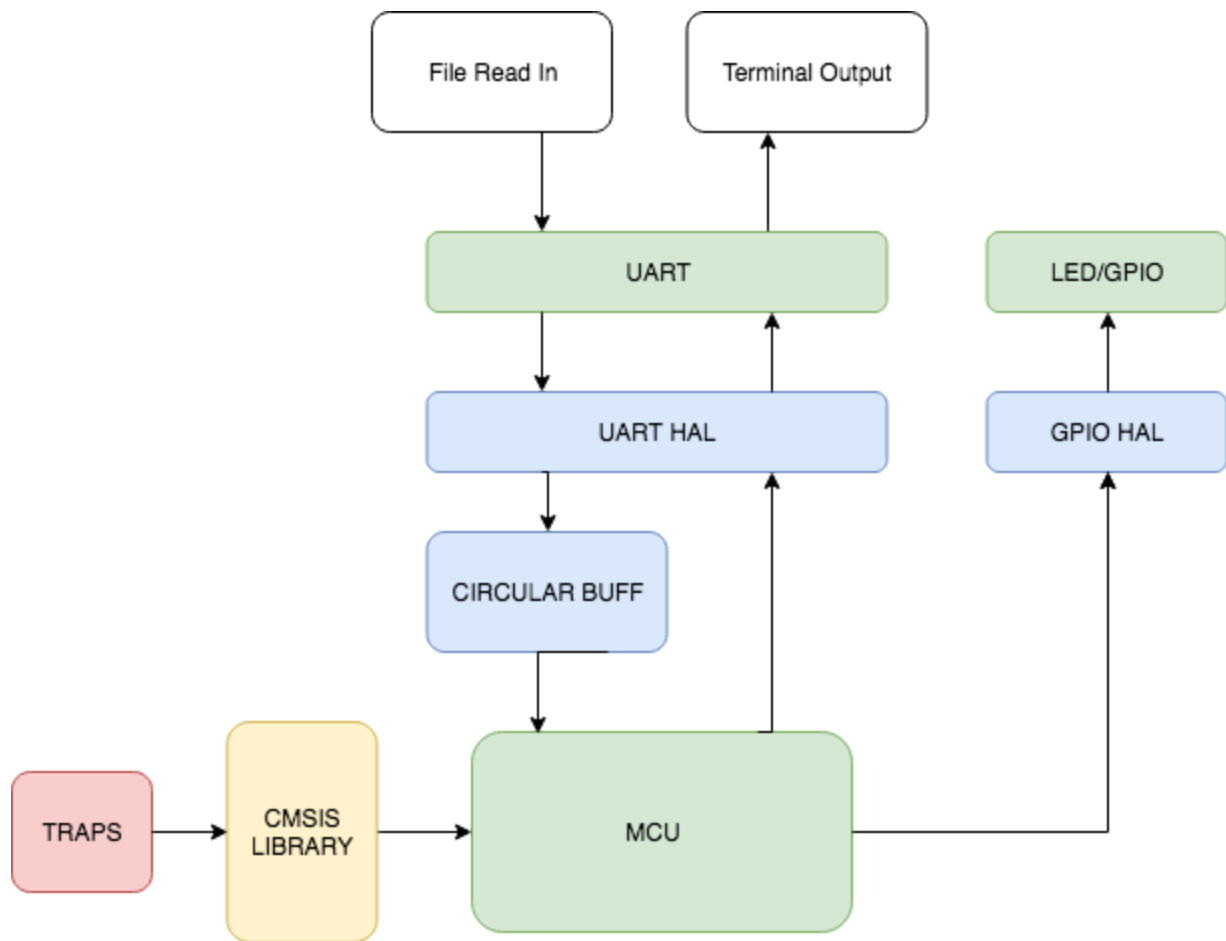 File Read In
Terminal Output
UART
LED/GPIO
UART HAL
GPIO HAL
CIRCULAR BUFF
TRAPS
CMSIS
LIBRARY
MCU